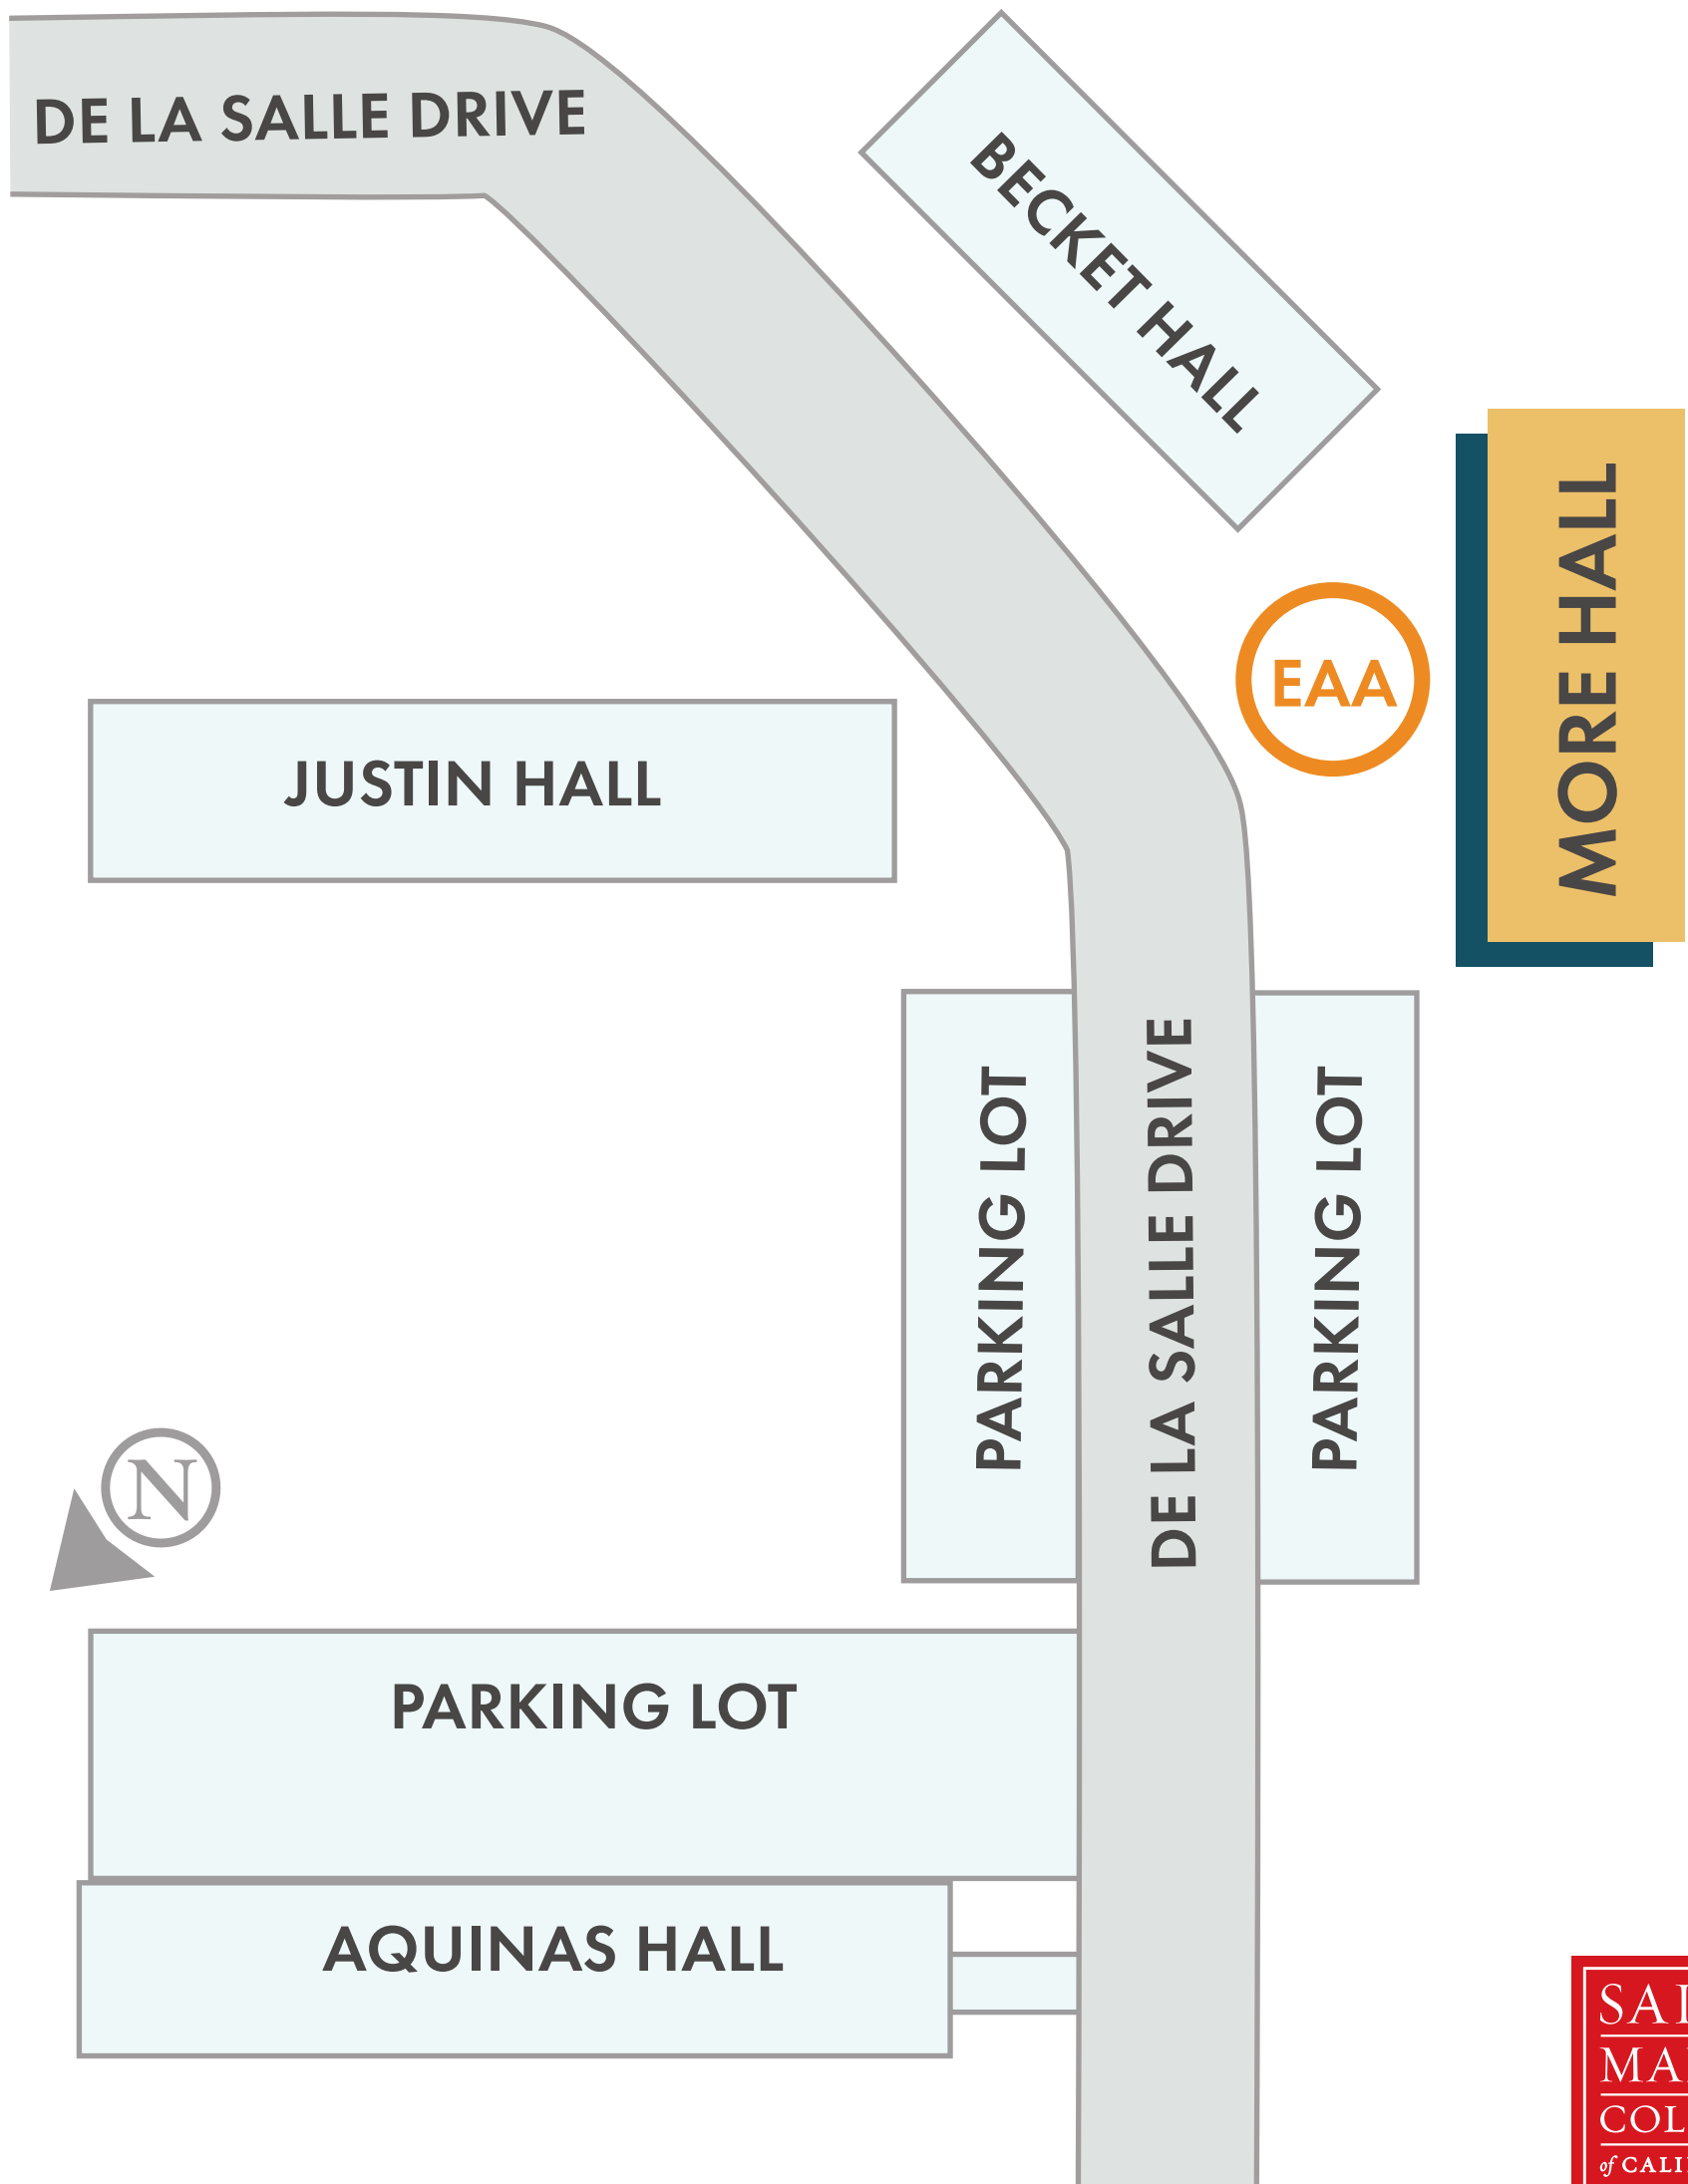 DE LA SALLE DRIVE
BECKET HALL
MORE HALL
EAA
JUSTIN HALL
PARKING LOT
DE LA SALLE DRIVE
PARKING LOT
N
PARKING LOT
AQUINAS HALL
of